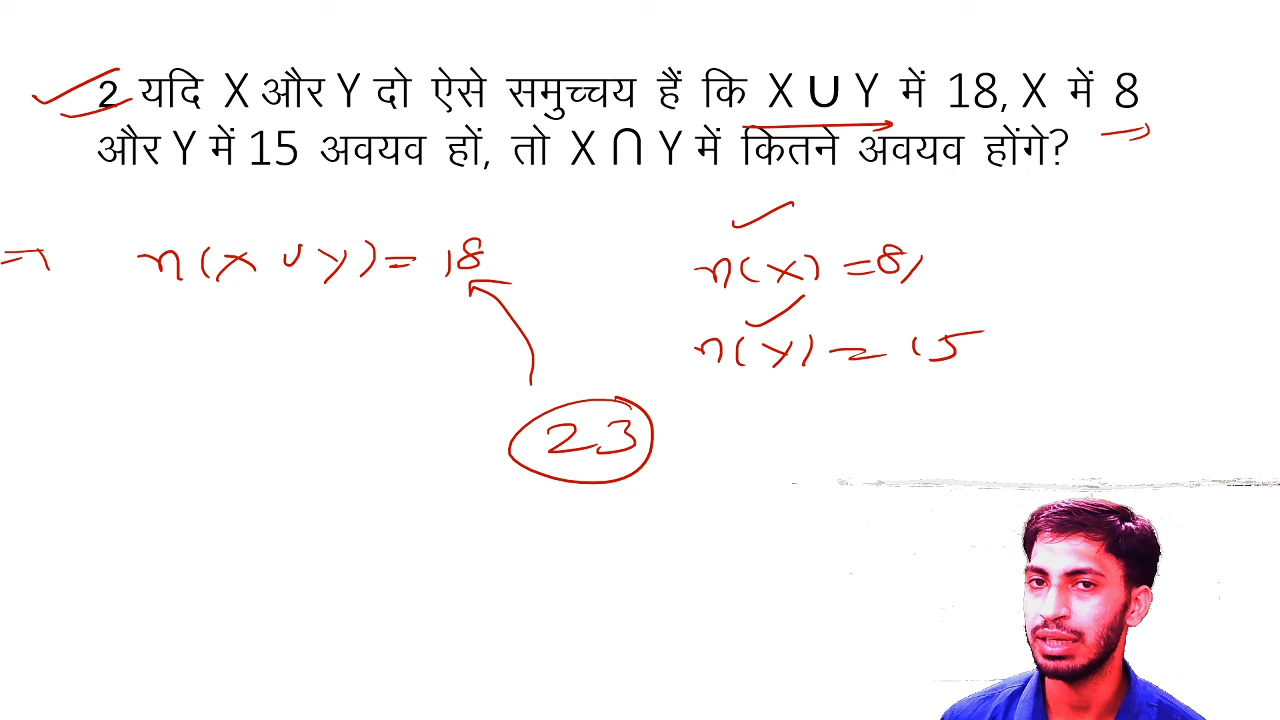 2 यदि X और Y दो ऐसे समुच्चय हैं कि X ∪ Y में 18, X में 8
और Y में 15 अवयव हों, तो X ∩ Y में कितने अवयव होंगे?
⇒ n(X ∪ Y) = 18
n(X) = 8,
n(Y) = 15
23